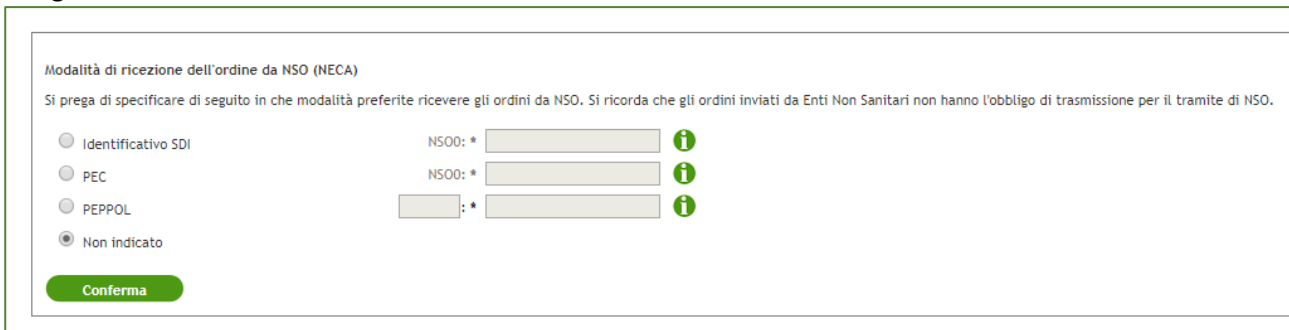 Modalità di ricezione dell'ordine da NSO (NECA)
Si prega di specificare di seguito in che modalità preferite ricevere gli ordini da NSO. Si ricorda che gli ordini inviati da Enti Non Sanitari non hanno l'obbligo di trasmissione per il tramite di NSO.
Identificativo SDI NSO0: *
PEC NSO0: *
PEPPOL : *
Non indicato
Conferma